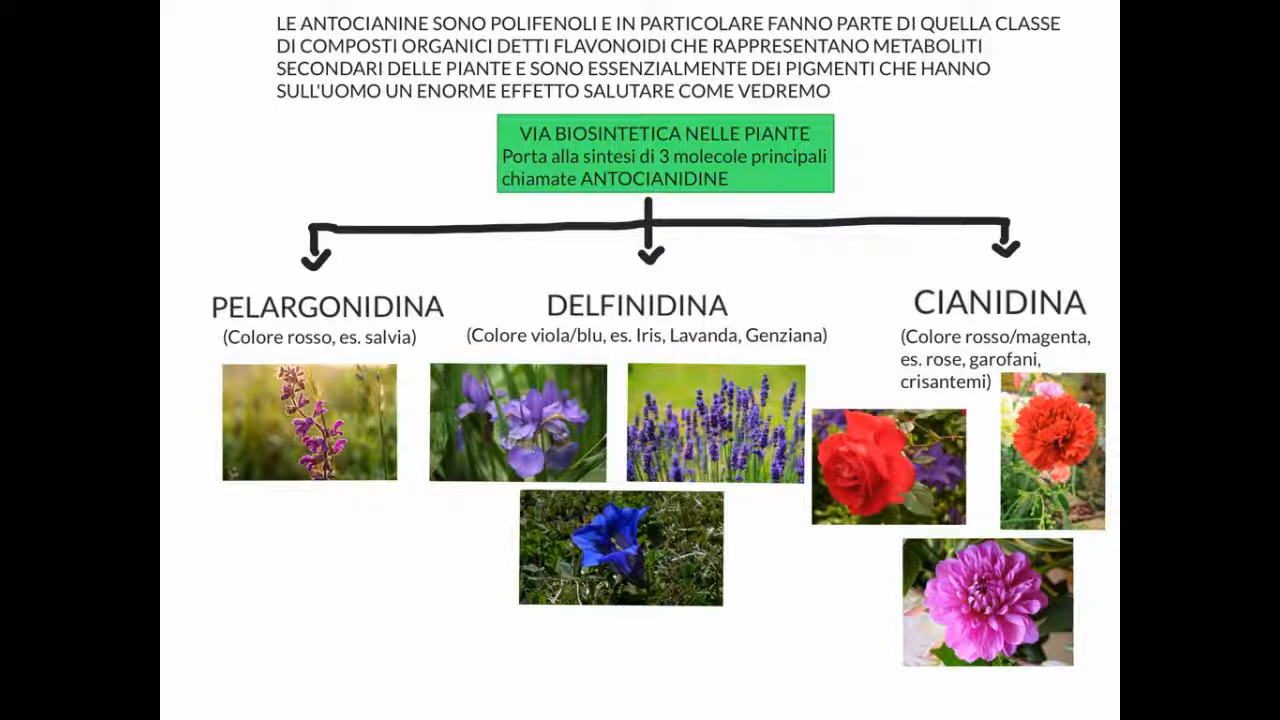 LE ANTOCIANINE SONO POLIFENOLI E IN PARTICOLARE FANNO PARTE DI QUELLA CLASSE
DI COMPOSTI ORGANICI DETTI FLAVONOIDI CHE RAPPRESENTANO METABOLITI
SECONDARI DELLE PIANTE E SONO ESSENZIALMENTE DEI PIGMENTI CHE HANNO
SULL'UOMO UN ENORME EFFETTO SALUTARE COME VEDREMO
VIA BIOSINTETICA NELLE PIANTE
Porta alla sintesi di 3 molecole principali
chiamate ANTOCIANIDINE
PELARGONIDINA
(Colore rosso, es. salvia)
DELFINIDINA
(Colore viola/blu, es. Iris, Lavanda, Genziana)
CIANIDINA
(Colore rosso/magenta,
es. rose, garofani,
crisantemi)